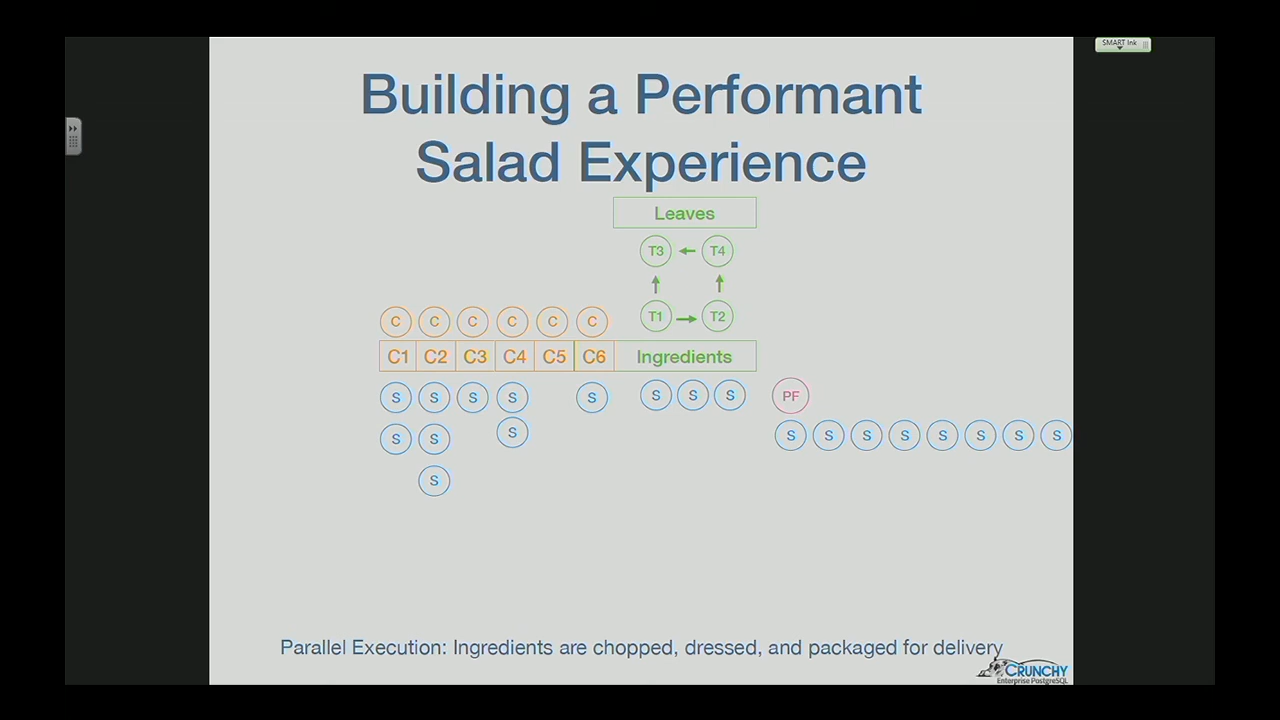 SMART Ink
Building a Performant
Salad Experience
Leaves
T3 T4
T1 T2
C C C C C C
C1 C2 C3 C4 C5 C6 Ingredients
S S S S S S S S PF
S S S S S S S S S S S
S
CRUNCHY
Parallel Execution: Ingredients are chopped, dressed, and packaged for delivery
Enterprise PostgreSQL